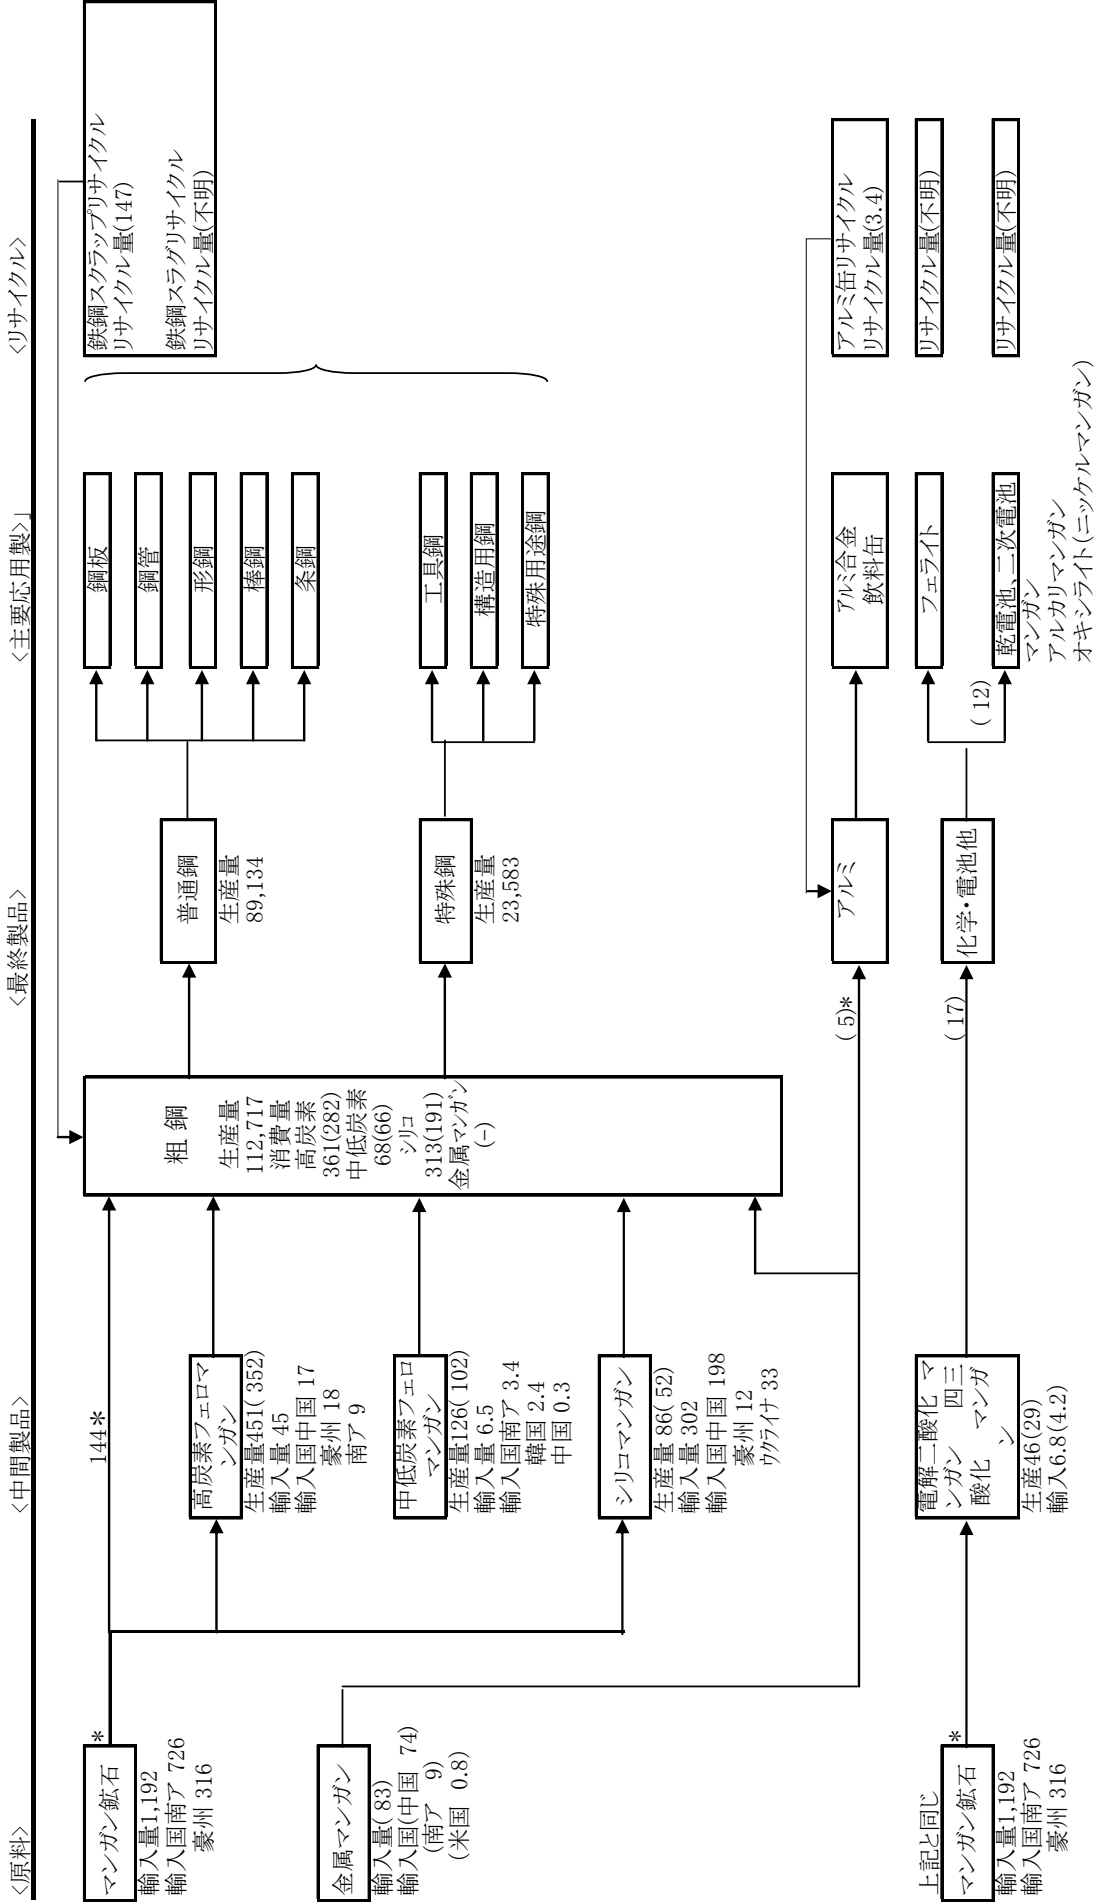 <原料>
<中間製品>
<最終製品>
<主要応用製>」
<リサイクル>
マンガン鉱石
*
輸入量1,192
輸入国南ア 726
豪州 316
金属マンガン
輸入量( 83)
輸入国(中国 74)
(南ア 9)
(米国 0.8)
上記と同じ
マンガン鉱石
*
輸入量1,192
輸入国南ア 726
豪州 316
144*
高炭素フェロマ
ンガン
生産量451( 352)
輸入量 45
輸入国中国 17
豪州 18
南ア 9
中低炭素フェロ
マンガン
生産量126(102)
輸入量 6.5
輸入国南ア 3.4
韓国 2.4
中国 0.3
シリコマンガン
生産量 86( 52)
輸入量 302
輸入国中国 198
豪州 12
ウクライナ 33
電解二酸化 マ
ンガン 四三
酸化 マンガ
ン
生産46(29)
輸入6.8(4.2)
粗 鋼
生産量
112,717
消費量
高炭素
361(282)
中低炭素
68(66)
シリコ
313(191)
金属マンガン
(-)
( 5)*
( 17)
普通鋼
生産量
89,134
特殊鋼
生産量
23,583
アルミ
化学・電池他
( 12)
鋼板
鋼管
形鋼
棒鋼
条鋼
工具鋼
構造用鋼
特殊用途鋼
アルミ合金
飲料缶
フェライト
乾電池、二次電池
マンガン
アルカリマンガン
オキシライト(ニッケルマンガン)
鉄鋼スクラップリサイクル
リサイクル量(147)
鉄鋼スラグリサイクル
リサイクル量(不明)
アルミ缶リサイクル
リサイクル量(3.4)
リサイクル量(不明)
リサイクル量(不明)